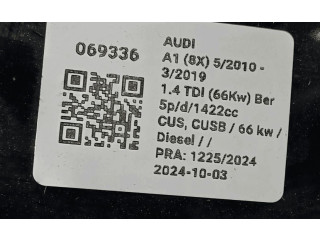 069336
AUDI
A1 (8X) 5/2010 -
3/2019
1.4 TDI (66Kw) Ber
5p/d/1422cc
CUS, CUSB / 66 kw /
Diesel / /
PRA: 1225/2024
2024-10-03